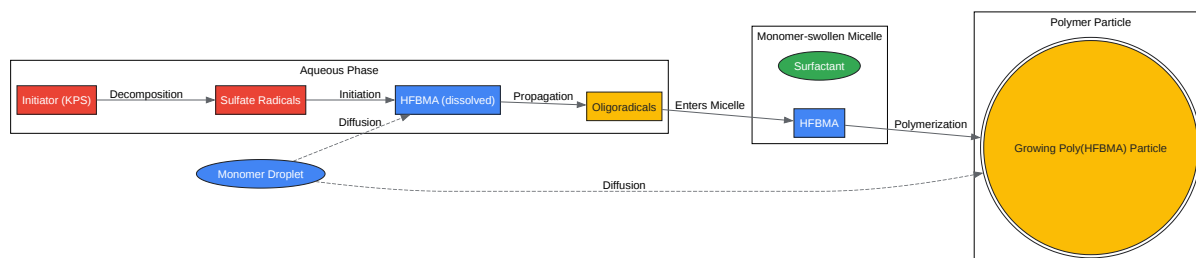 Polymer Particle
Monomer-swollen Micelle
Surfactant
Aqueous Phase
Initiator (KPS)
Decomposition
Sulfate Radicals
Initiation
HFBMA (dissolved)
Propagation
Oligoradicals
Enters Micelle
HFBMA
Polymerization
Growing Poly(HFBMA) Particle
Diffusion
Monomer Droplet
Diffusion